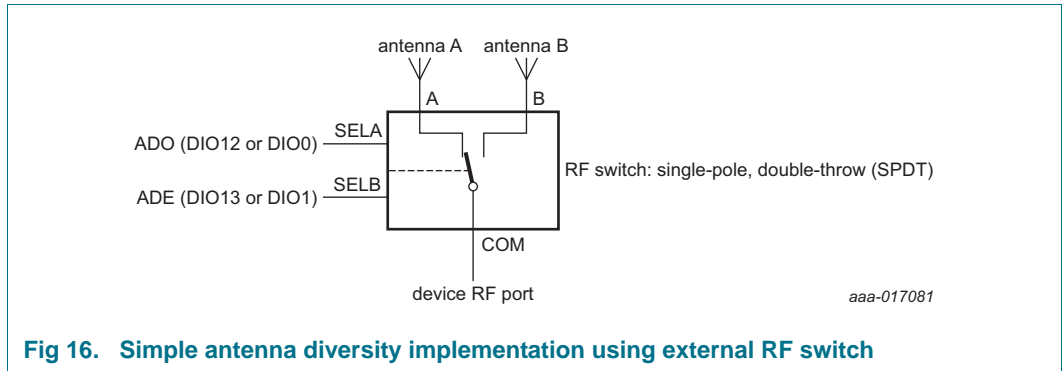 antenna A antenna B
A B
ADO (DIO12 or DIO0) SELA
RF switch: single-pole, double-throw (SPDT)
ADE (DIO13 or DIO1) SELB
COM
device RF port
aaa-017081
Fig 16. Simple antenna diversity implementation using external RF switch